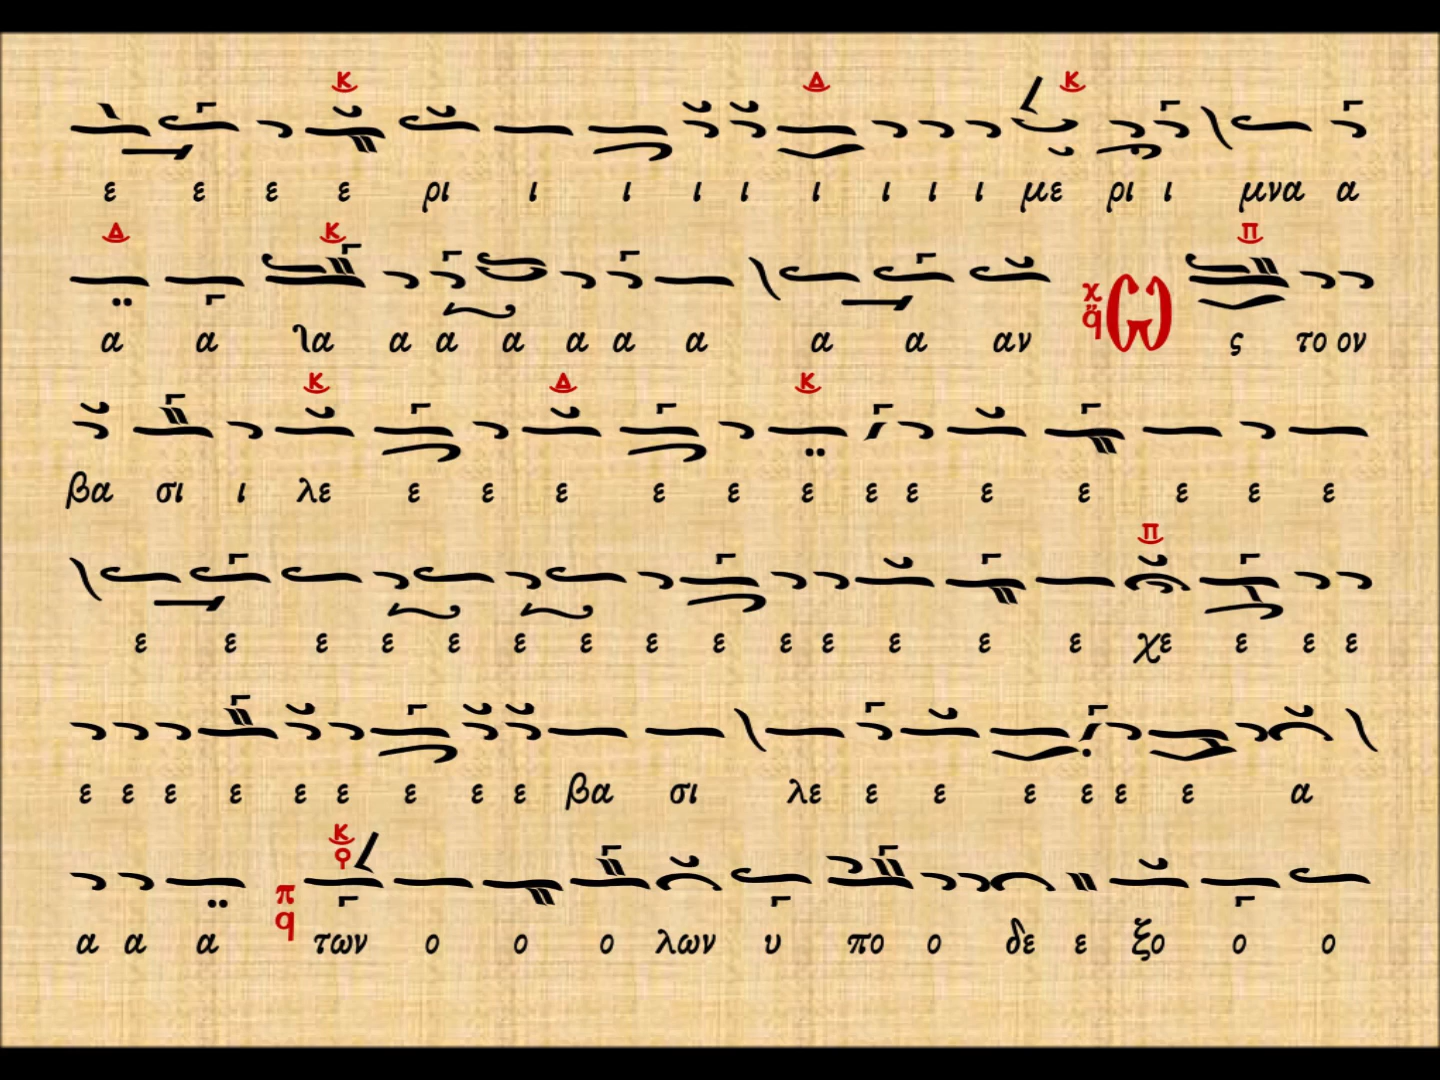 Κ Δ Κ
ε ε ε ε ρι ι ι ι ι ι ι ι ι με ρι ι μνα α
Δ Κ Π
α α ια α α α α α α α α αν χ q Ω ς το ον
Κ Δ Κ
βα σι ι λε ε ε ε ε ε ε ε ε ε ε ε ε ε
Π
ε ε ε ε ε ε ε ε ε ε ε ε ε ε χε ε ε ε
ε ε ε ε ε ε ε ε ε βα σι λε ε ε ε ε ε ε α
Κ
α α α π q των ο ο ο λων υ πο ο δε ε ξο ο ο